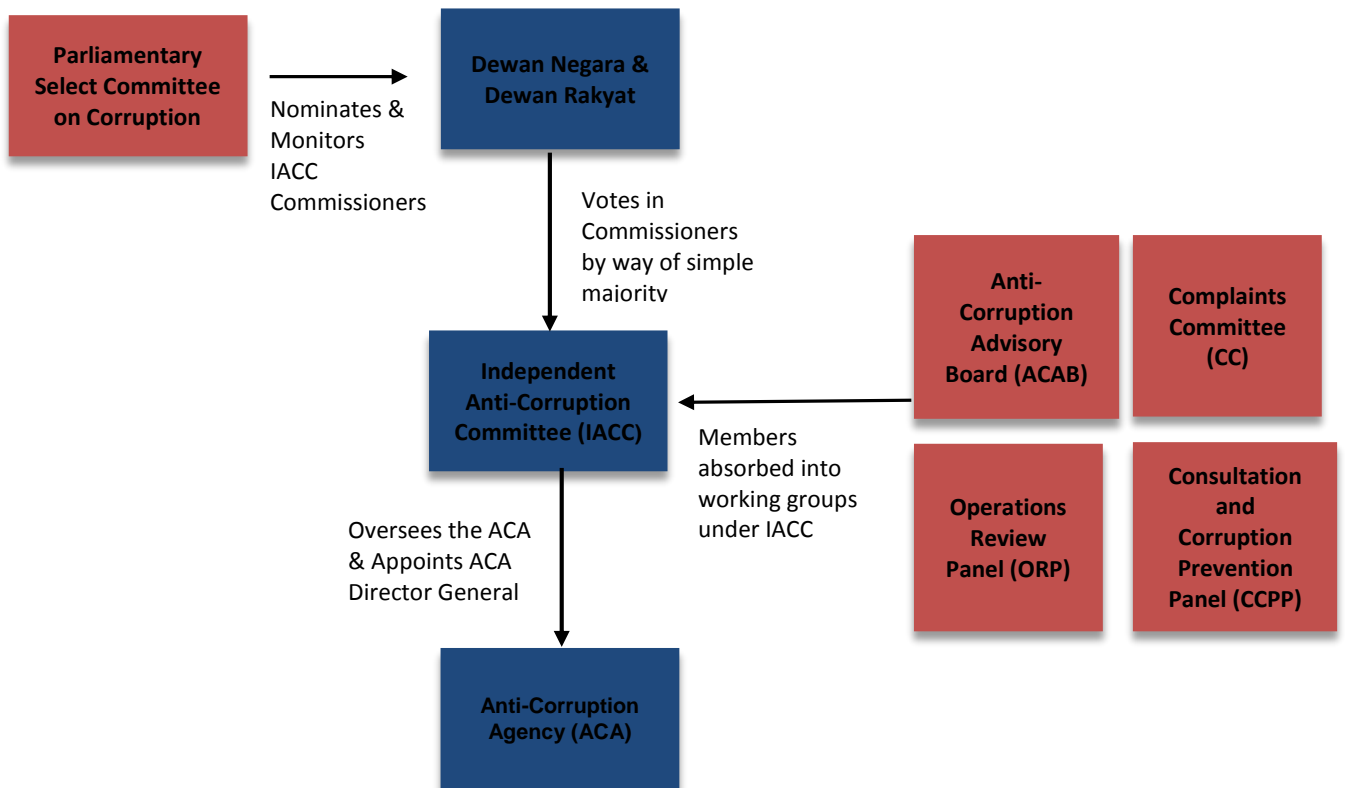 Parliamentary
Select Committee
on Corruption
Nominates &
Monitors
IACC
Commissioners
Dewan Negara &
Dewan Rakyat
Votes in
Commissioners
by way of simple
majority
Anti-
Corruption
Advisory
Board (ACAB)
Complaints
Committee
(CC)
Independent
Anti-Corruption
Committee (IACC)
Members
absorbed into
working groups
under IACC
Operations
Review
Panel (ORP)
Consultation
and
Corruption
Prevention
Panel (CCPP)
Oversees the ACA
& Appoints ACA
Director General
Anti-Corruption
Agency (ACA)